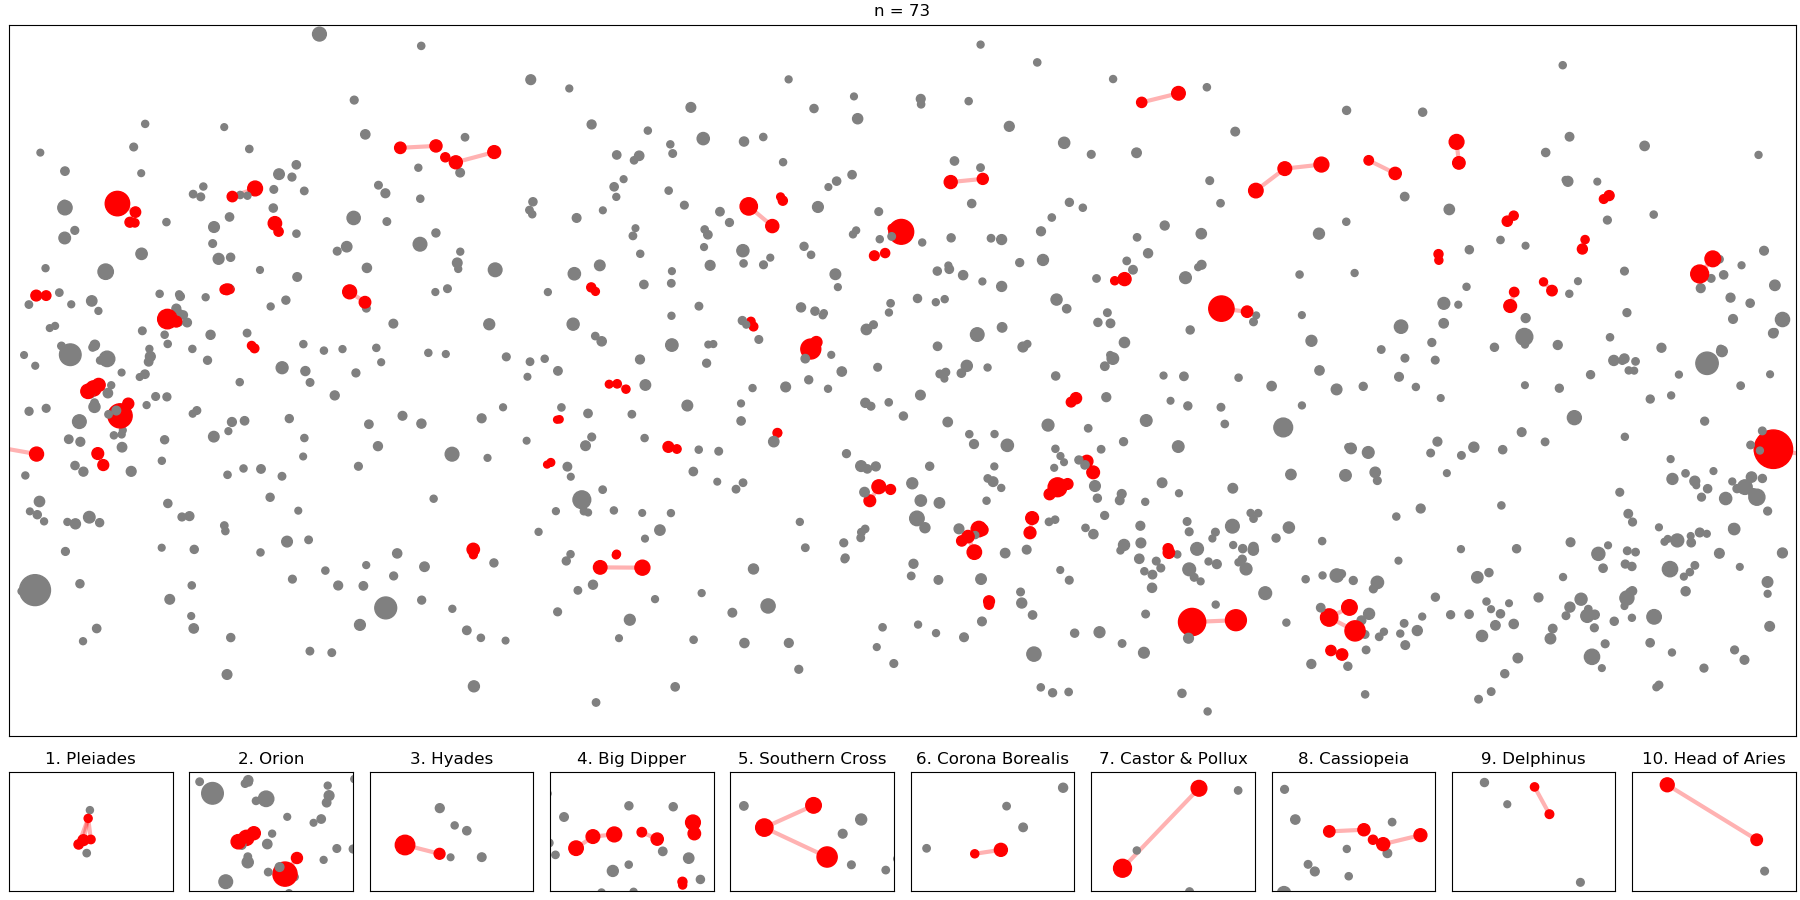 n = 73
1. Pleiades
2. Orion
3. Hyades
4. Big Dipper
5. Southern Cross
6. Corona Borealis
7. Castor & Pollux
8. Cassiopeia
9. Delphinus
10. Head of Aries